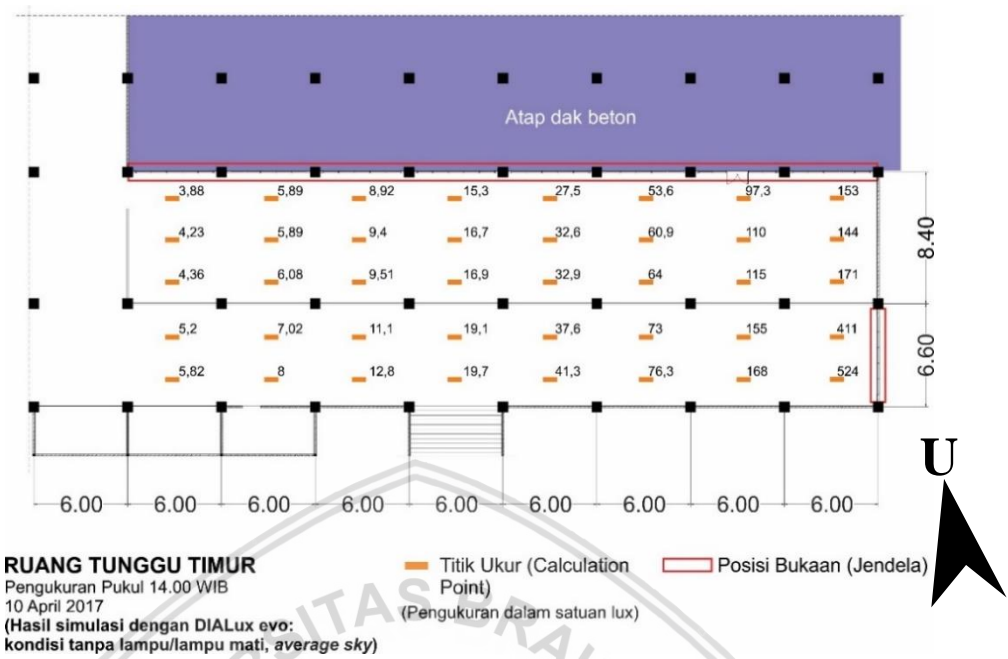 Atap dak beton
3,88 5,89 8,92 15,3 27,5 53,6 97,3 153
4,23 5,89 9,4 16,7 32,6 60,9 110 144
4,36 6,08 9,51 16,9 32,9 64 115 171
8.40
5,2 7,02 11,1 19,1 37,6 73 155 411
5,82 8 12,8 19,7 41,3 76,3 168 524
6.60
U
6.00 6.00 6.00 6.00 6.00 6.00 6.00 6.00 6.00
RUANG TUNGGU TIMUR
Pengukuran Pukul 14.00 WIB
10 April 2017
(Hasil simulasi dengan DIALux evo:
kondisi tanpa lampu/lampu mati, average sky)
Titik Ukur (Calculation
Point)
(Pengukuran dalam satuan lux)
Posisi Bukaan (Jendela)
SITAS BRA